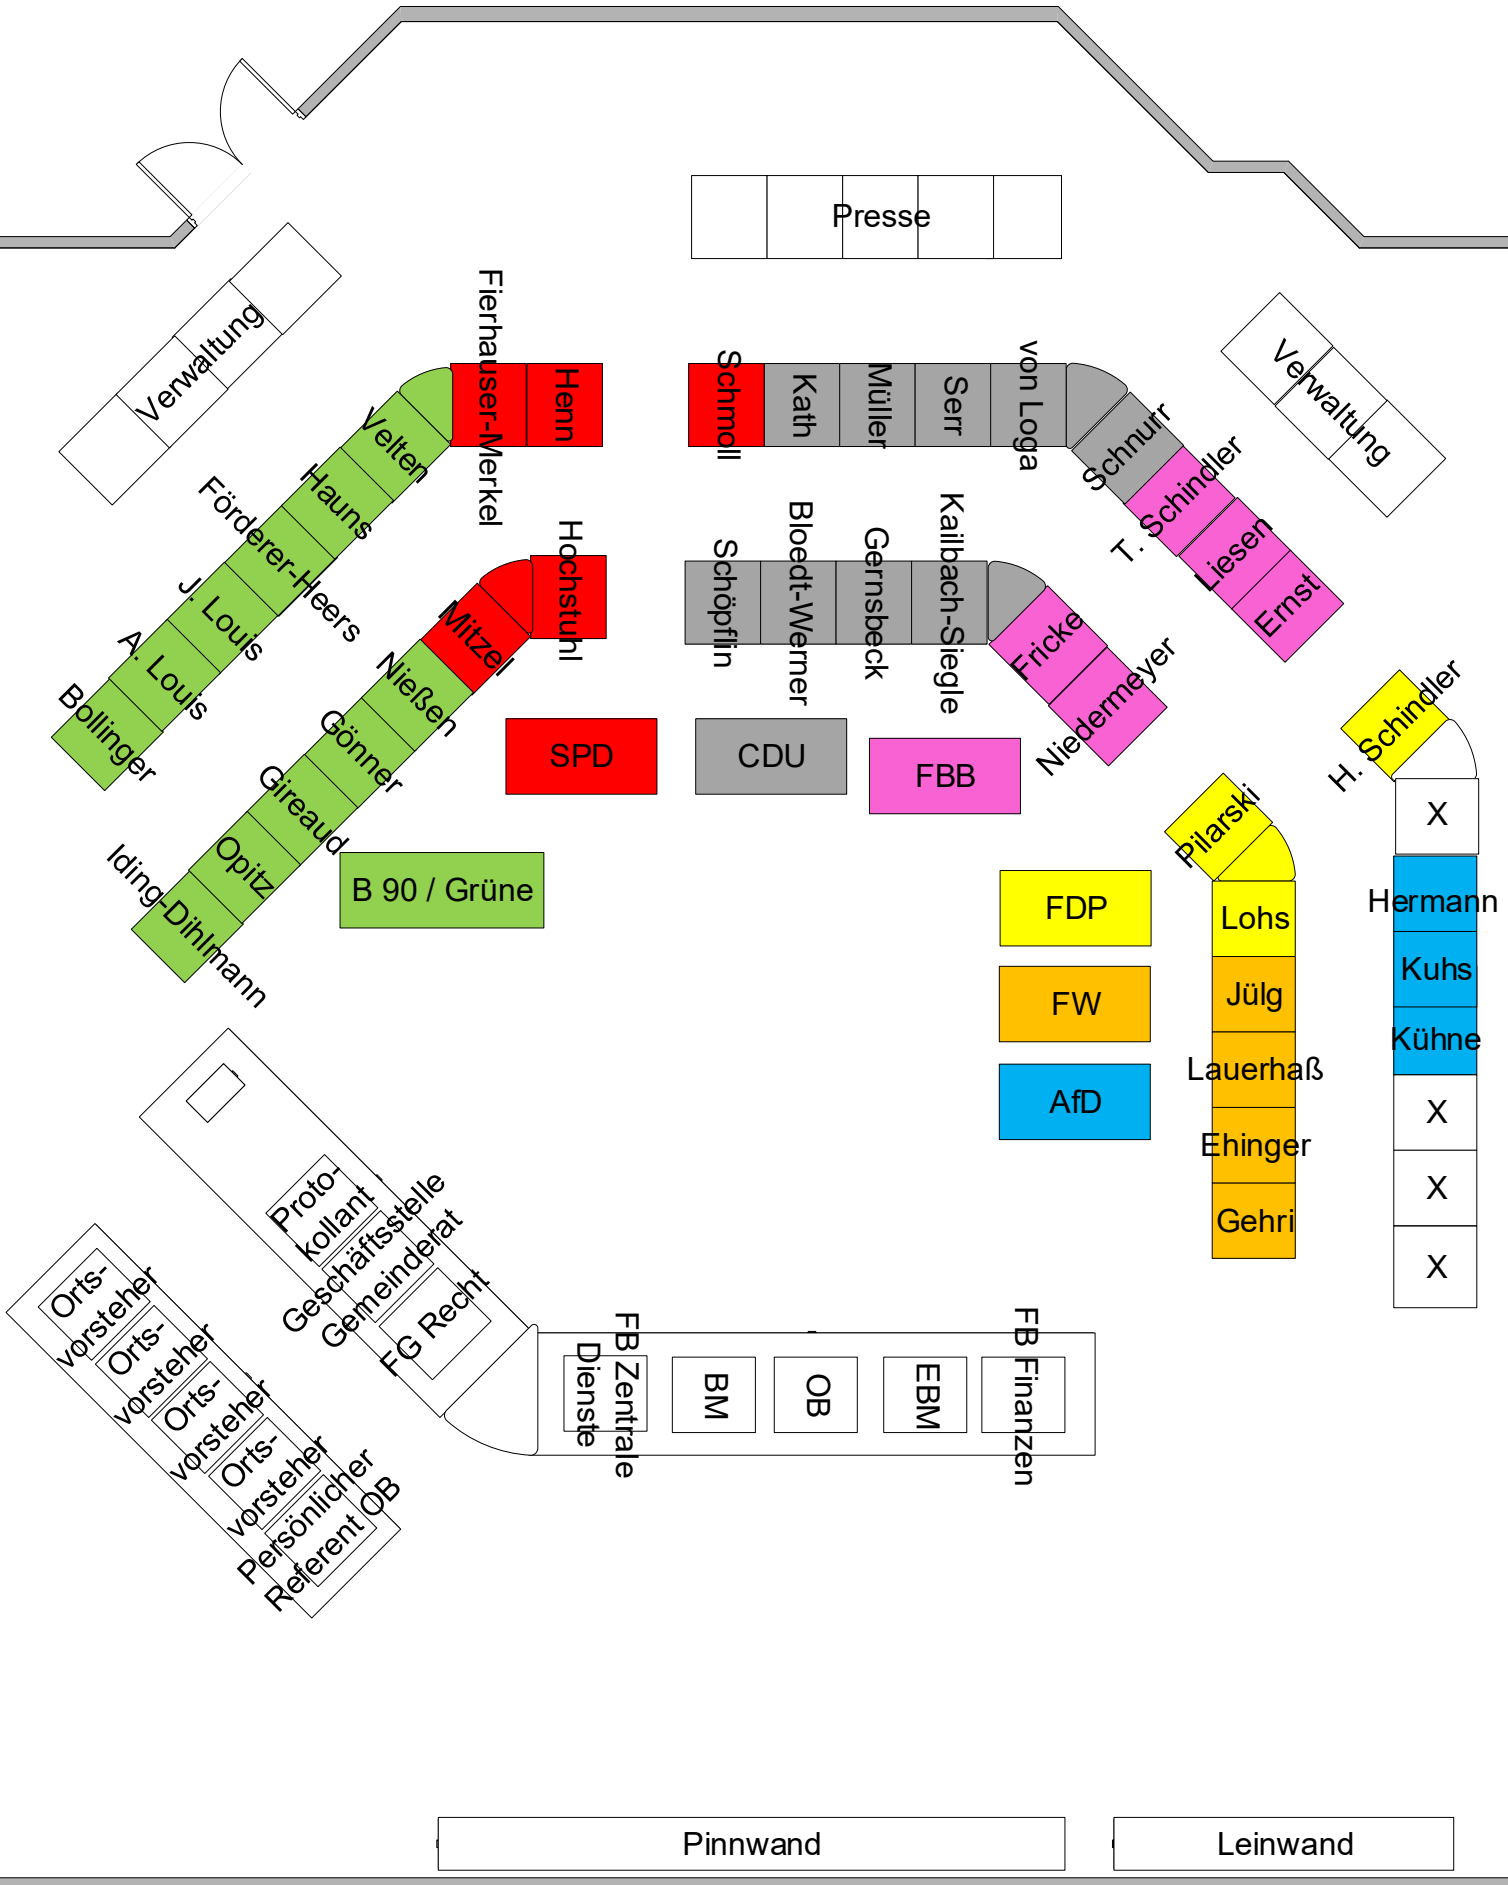 Presse
Verwaltung
Verwaltung
Fierhauser-Merkel
Henn
Schmoll
Kath
Müller
Serr
von Loga
Schnurr
T. Schindler
Liesen
Ernst
Velten
Hauns
Förderer-Heers
J. Louis
A. Louis
Bollinger
Hochstuhl
Mitzel
Nießen
Gönner
Gireaud
Opitz
Iding-Dihlmann
Schöpflin
Bloedt-Werner
Gernsbeck
Kailbach-Siegle
Fricke
Niedermeyer
SPD
CDU
FBB
B 90 / Grüne
FDP
FW
AfD
H. Schindler
X
Hermann
Kuhs
Kühne
X
X
X
Pilarski
Lohs
Jülg
Lauerhaß
Ehinger
Gehri
Proto-
kollant
Geschäftsstelle
Gemeinderat
FG Recht
Orts-
vorsteher
Orts-
vorsteher
Orts-
vorsteher
Orts-
vorsteher
Persönlicher
Referent OB
FB Zentrale
Dienste
BM
OB
EBM
FB Finanzen
Pinnwand
Leinwand